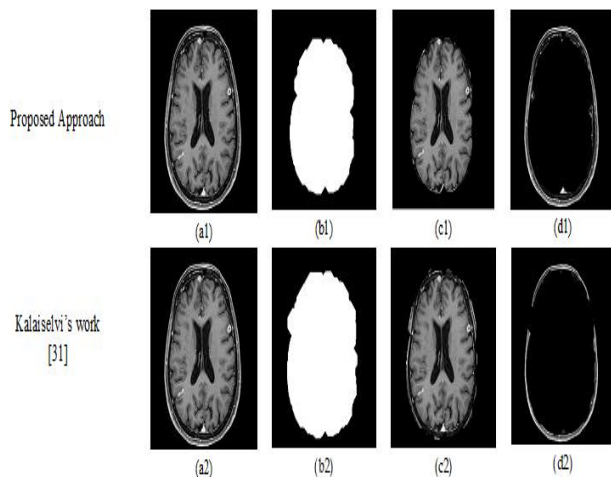 Proposed Approach
(a1) (b1) (c1) (d1)
Kalaiselvi's work
[31]
(a2) (b2) (c2) (d2)